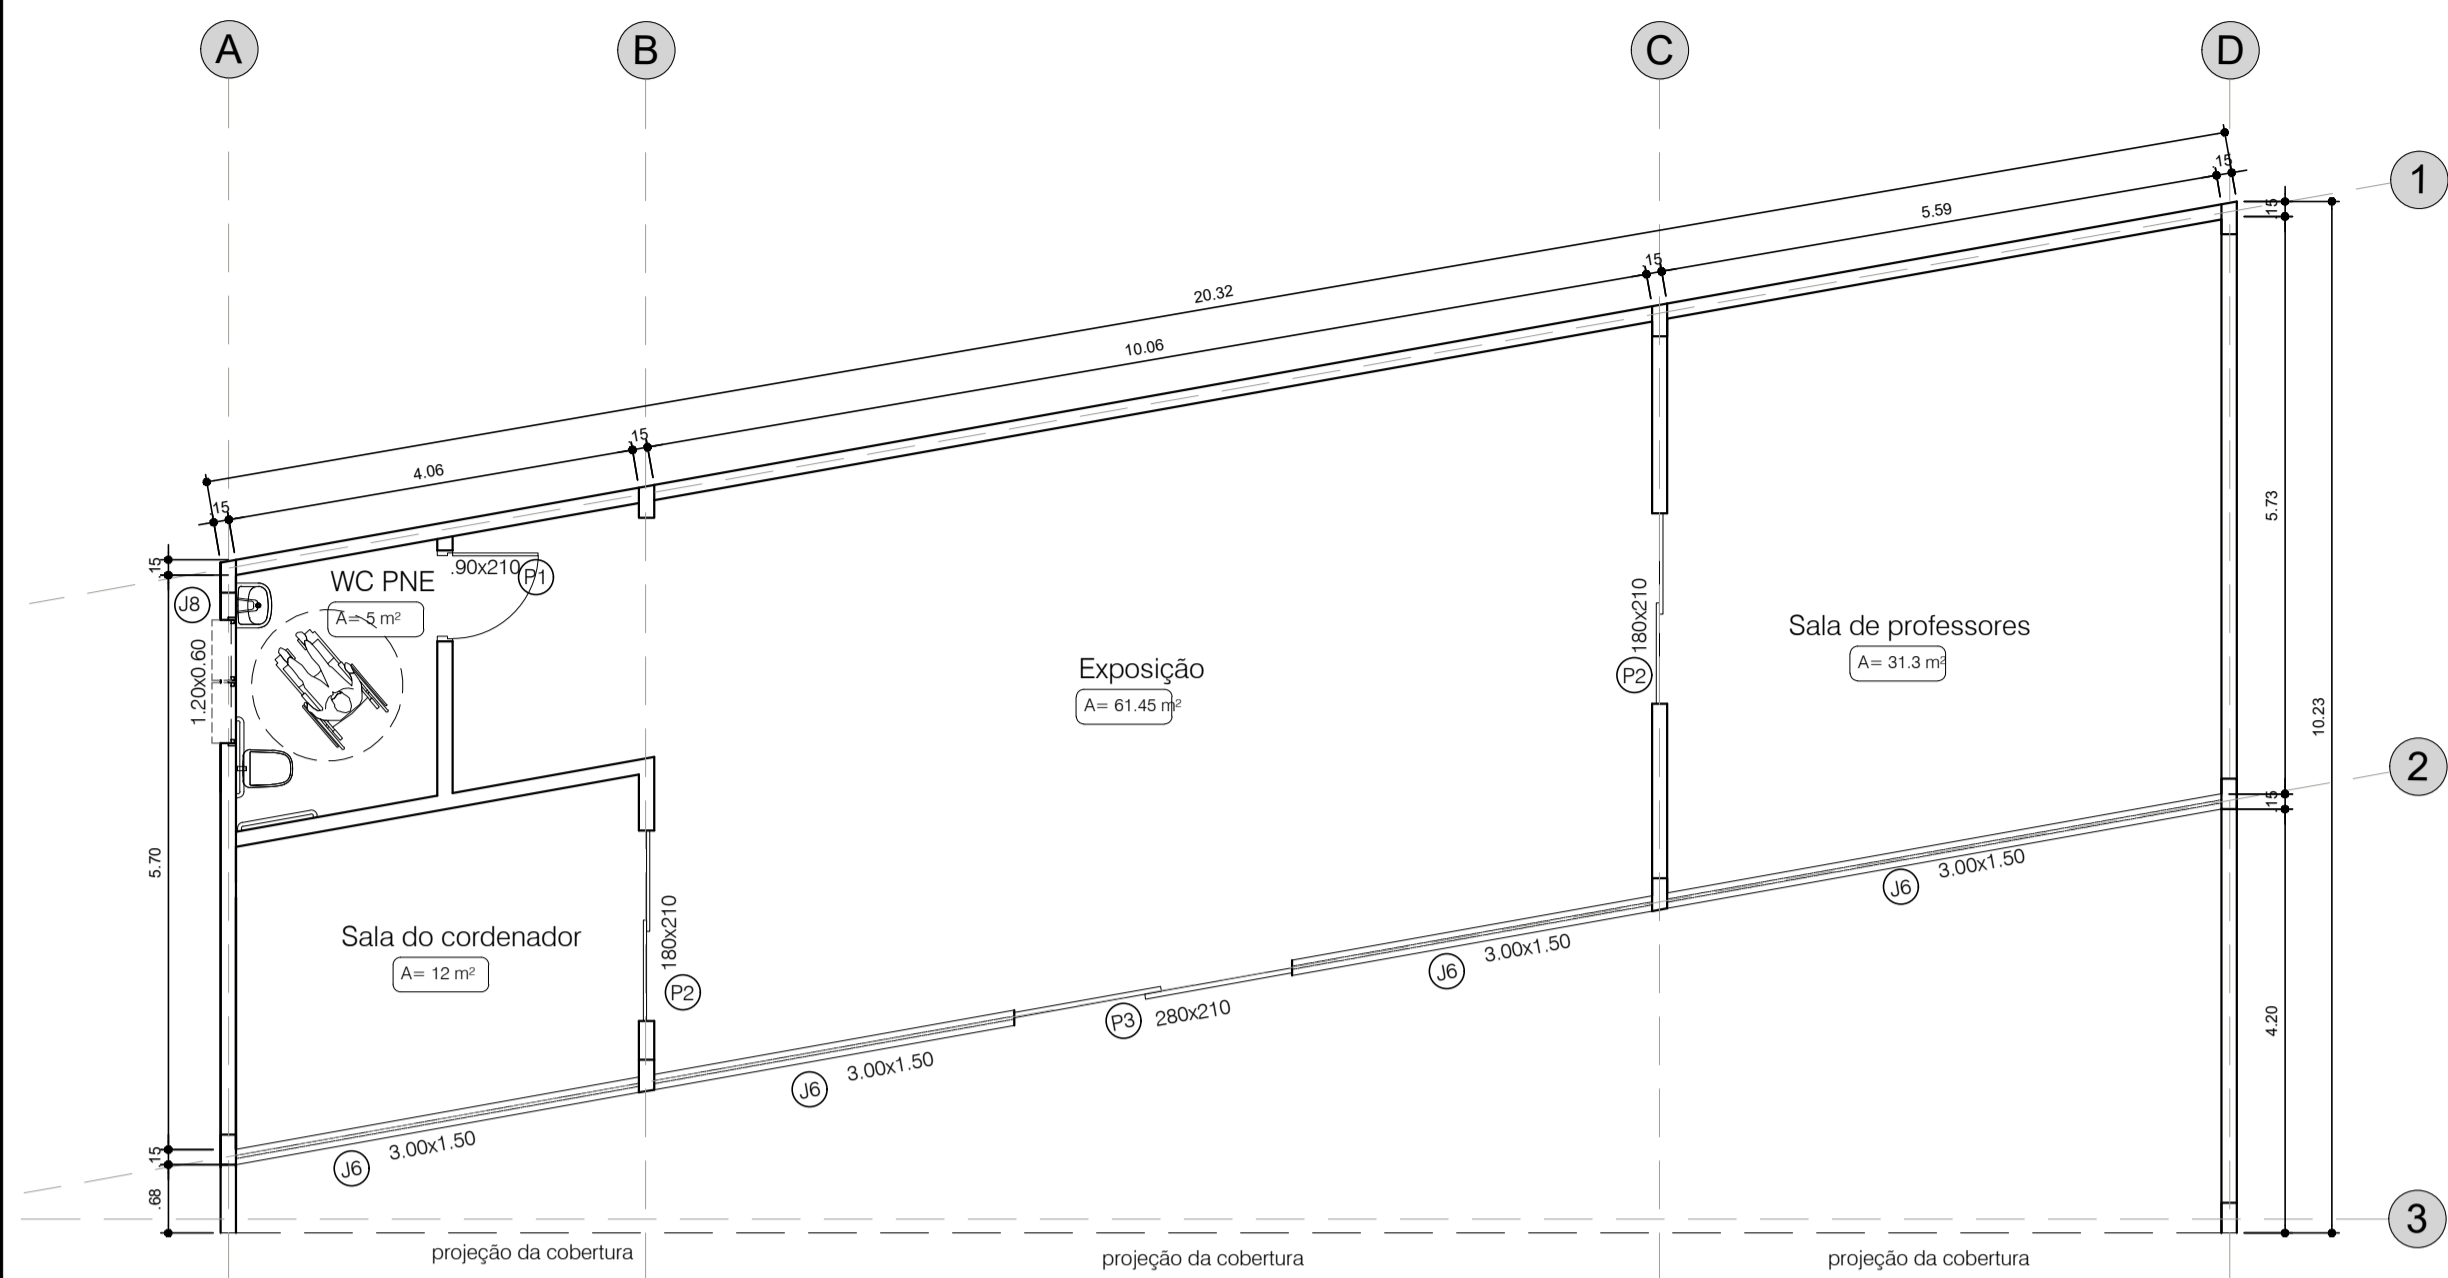 A
B
C
D
1
.15
.15
5.59
.15
.15
20.32
10.06
.15
4.06
.15
.15
5.73
WC PNE
.90x210
P1
J8
A= 5 m²
1.20x0.60
180x210
P2
Sala de professores
A= 31.3 m²
Exposição
A= 61.45 m²
10.23
2
.15
5.70
3.00x1.50
J6
Sala do cordenador
A= 12 m²
180x210
P2
3.00x1.50
J6
280x210
P3
4.20
3.00x1.50
J6
3.00x1.50
J6
.15
.68
3
projeção da cobertura
projeção da cobertura
projeção da cobertura